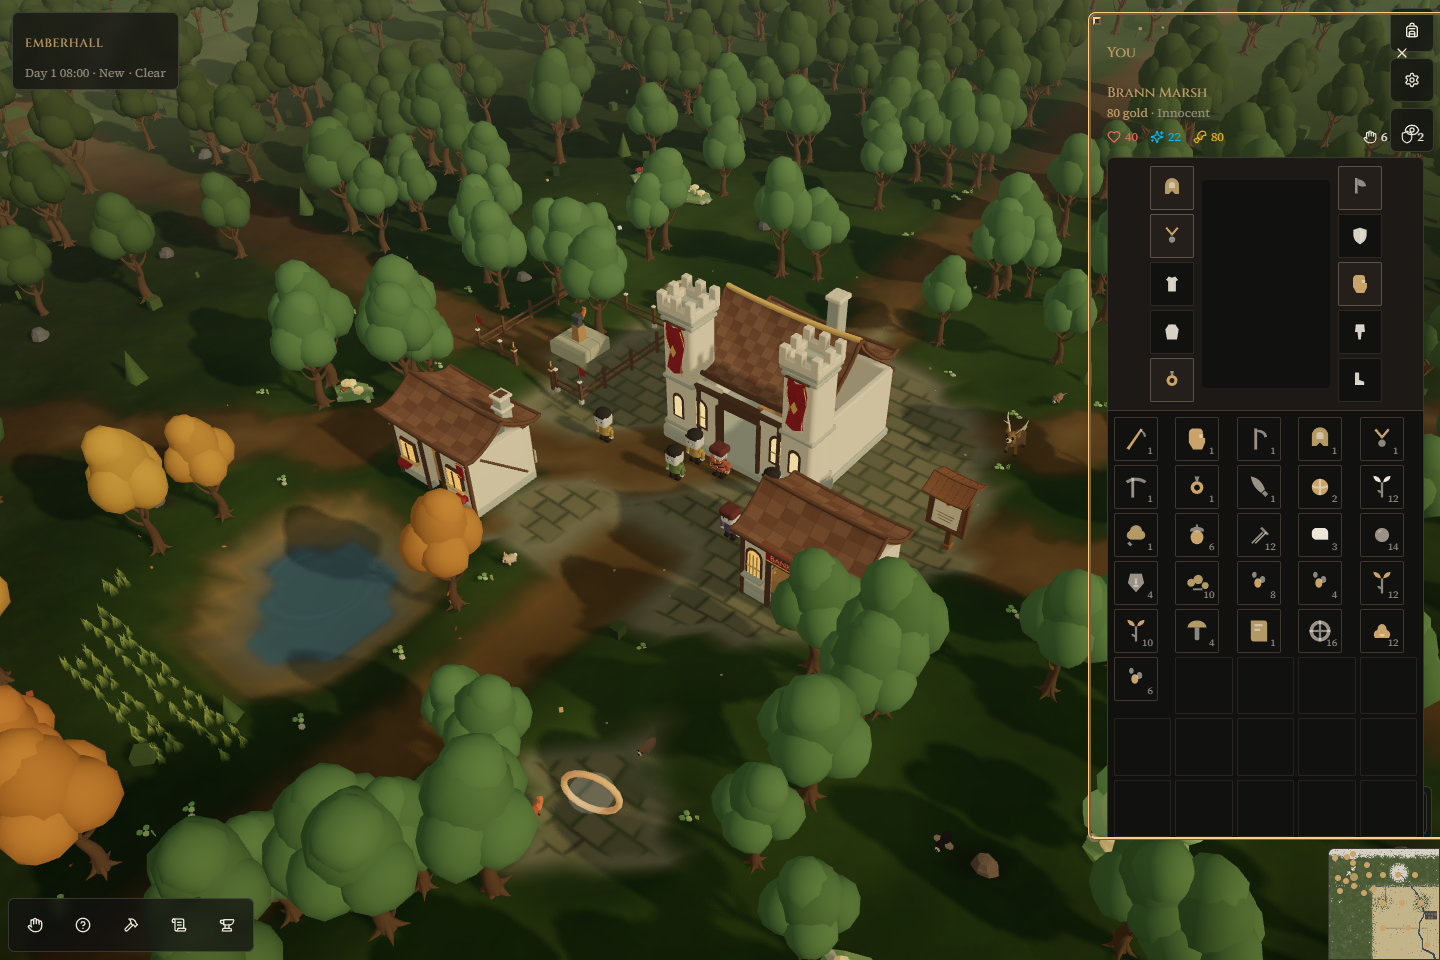 EMBERHALL
Day 1 08:00 · New · Clear
You
Brann Marsh
80 gold · Innocent
40 22 80 6 2
1 1 1 1 1
1 1 1 2 12
1 6 12 3 14
4 10 8 4 12
10 4 1 16 12
6
BANK